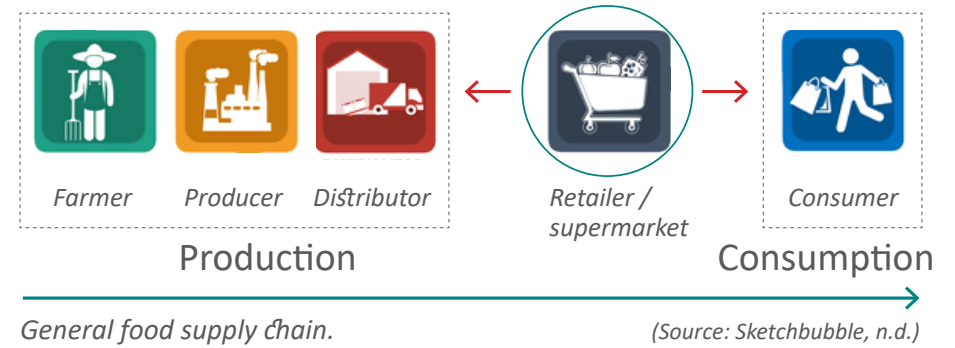 Farmer
Producer
Distributor
Retailer /
supermarket
Consumer
Production
Consumption
General food supply chain.
(Source: Sketchbubble, n.d.)